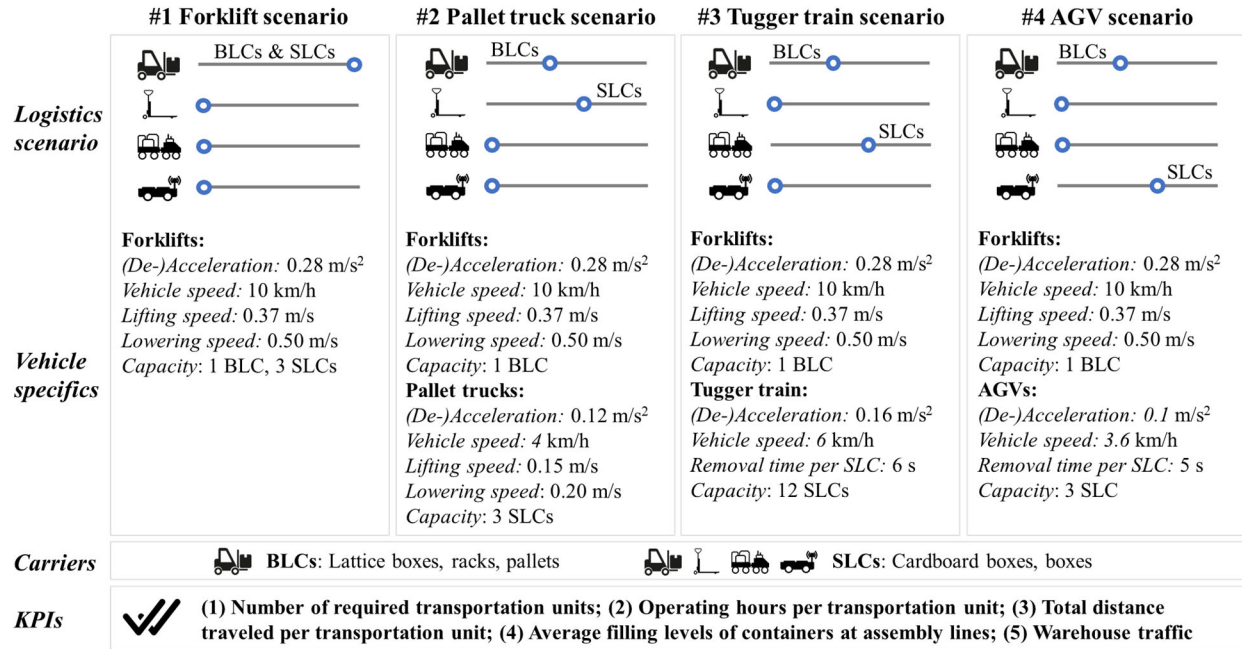 #1 Forklift scenario
#2 Pallet truck scenario
#3 Tugger train scenario
#4 AGV scenario
Logistics
scenario
BLCs & SLCs
BLCs
SLCs
BLCs
SLCs
BLCs
SLCs
Vehicle
specifics
Forklifts:
(De-)Acceleration: 0.28 m/s²
Vehicle speed: 10 km/h
Lifting speed: 0.37 m/s
Lowering speed: 0.50 m/s
Capacity: 1 BLC, 3 SLCs
Forklifts:
(De-)Acceleration: 0.28 m/s²
Vehicle speed: 10 km/h
Lifting speed: 0.37 m/s
Lowering speed: 0.50 m/s
Capacity: 1 BLC
Pallet trucks:
(De-)Acceleration: 0.12 m/s²
Vehicle speed: 4 km/h
Lifting speed: 0.15 m/s
Lowering speed: 0.20 m/s
Capacity: 3 SLCs
Forklifts:
(De-)Acceleration: 0.28 m/s²
Vehicle speed: 10 km/h
Lifting speed: 0.37 m/s
Lowering speed: 0.50 m/s
Capacity: 1 BLC
Tugger train:
(De-)Acceleration: 0.16 m/s²
Vehicle speed: 6 km/h
Removal time per SLC: 6 s
Capacity: 12 SLCs
Forklifts:
(De-)Acceleration: 0.28 m/s²
Vehicle speed: 10 km/h
Lifting speed: 0.37 m/s
Lowering speed: 0.50 m/s
Capacity: 1 BLC
AGVs:
(De-)Acceleration: 0.1 m/s²
Vehicle speed: 3.6 km/h
Removal time per SLC: 5 s
Capacity: 3 SLC
Carriers
BLCs: Lattice boxes, racks, pallets
SLCs: Cardboard boxes, boxes
KPIs
(1) Number of required transportation units; (2) Operating hours per transportation unit; (3) Total distance
traveled per transportation unit; (4) Average filling levels of containers at assembly lines; (5) Warehouse traffic